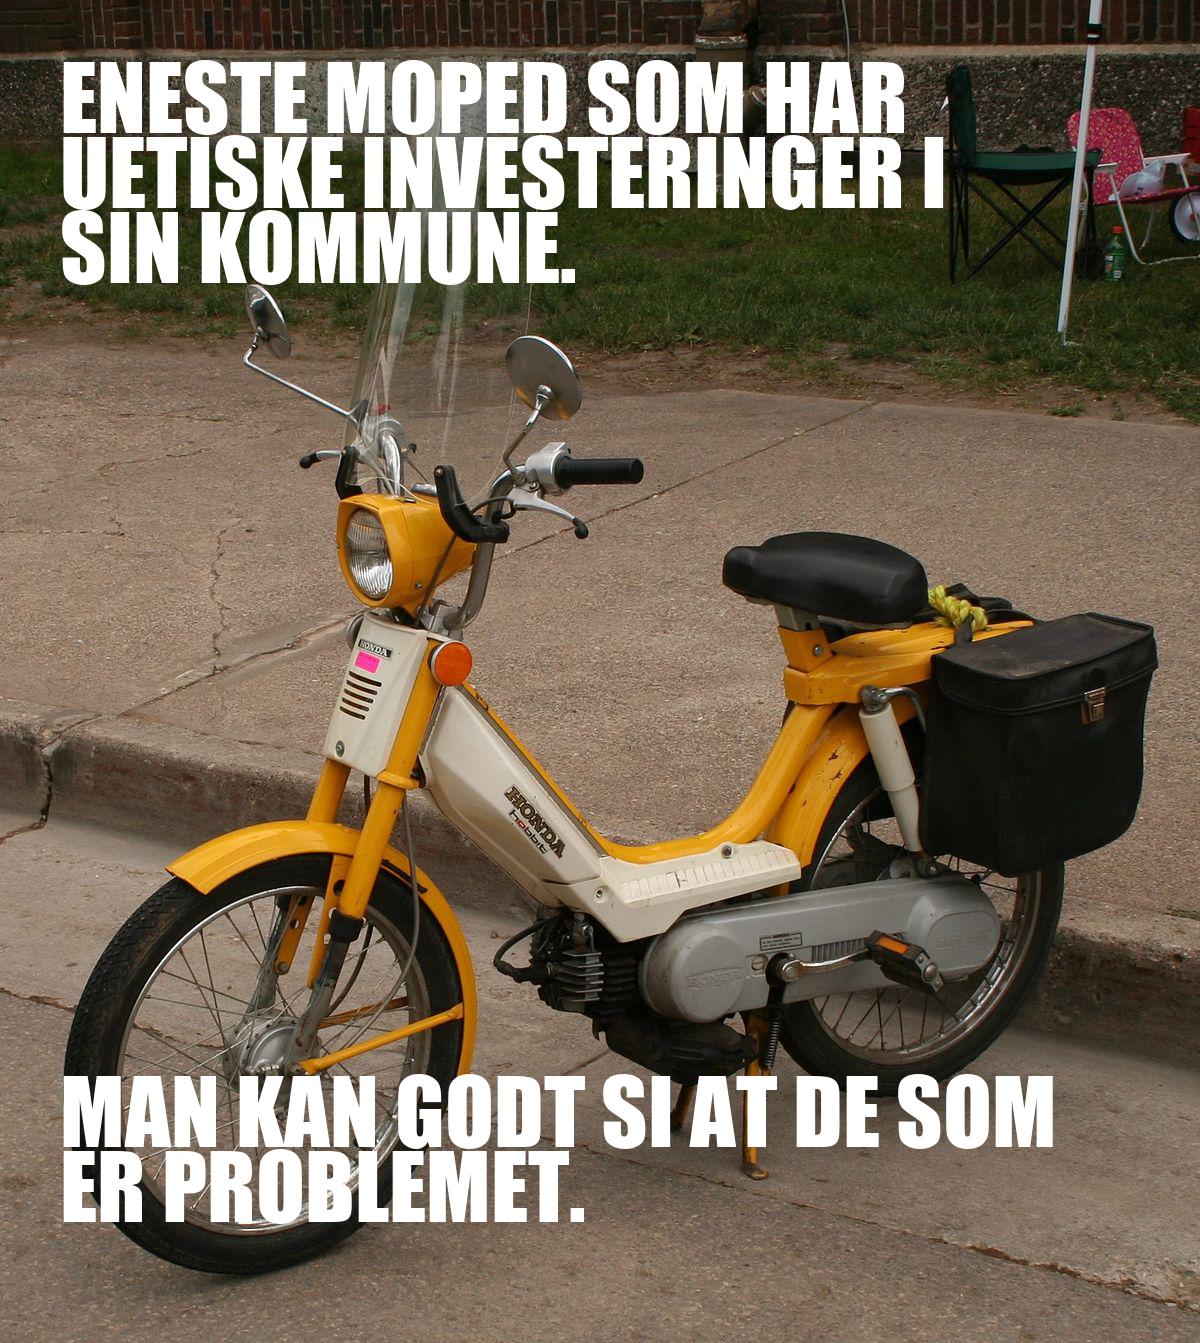 ENESTE MOPED SOM HAR
UETISKE INVESTERINGER I
SIN KOMMUNE.
HONDA
HONDA
hobbit
HONDA
MAN KAN GODT SI AT DE SOM
ER PROBLEMET.